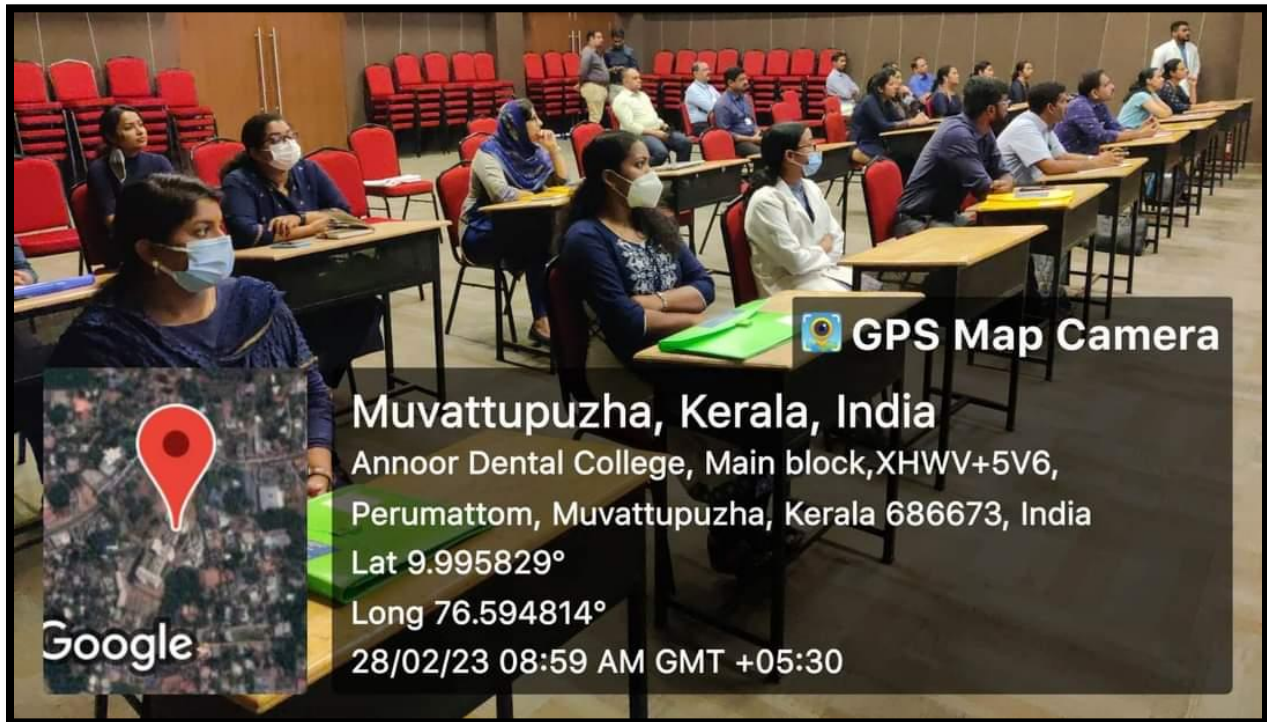 GPS Map Camera
Muvattupuzha, Kerala, India
Annoor Dental College, Main block,XHWV+5V6,
Perumattom, Muvattupuzha, Kerala 686673, India
Lat 9.995829°
Long 76.594814°
28/02/23 08:59 AM GMT +05:30
Google